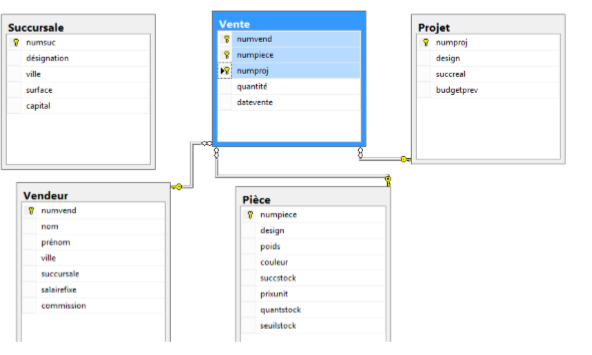 Succursale
numsuc
désignation
ville
surface
capital
Vente
numvend
numpiece
numproj
quantité
datevente
Projet
numproj
design
succreal
budgetprev
Vendeur
numvend
nom
prénom
ville
succursale
salairefixe
commission
Pièce
numpiece
design
poids
couleur
succstock
prixunit
quantstock
seuilstock